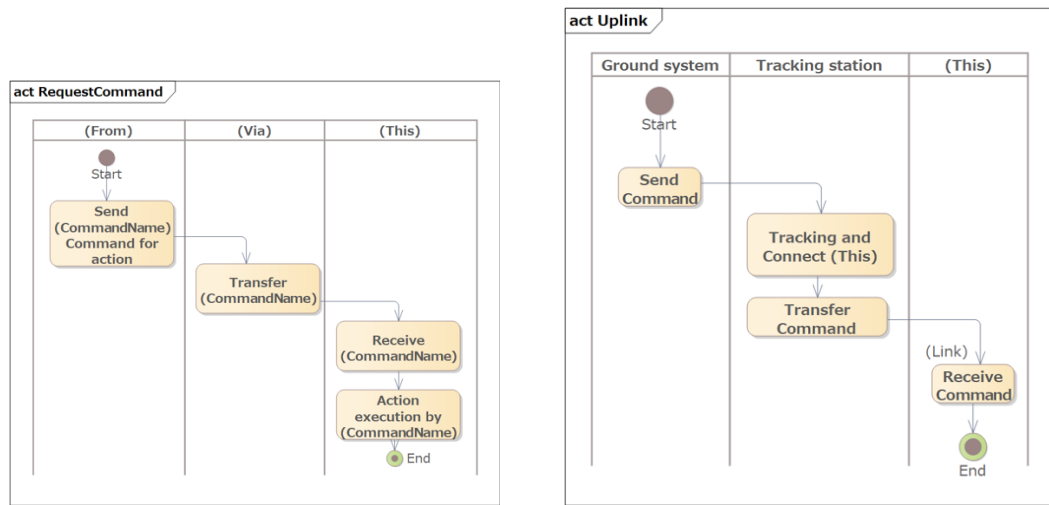 act RequestCommand
(From)
(Via)
(This)
Start
Send
(CommandName)
Command for
action
Transfer
(CommandName)
Receive
(CommandName)
Action
execution by
(CommandName)
End
act Uplink
Ground system
Tracking station
(This)
Start
Send
Command
Tracking and
Connect (This)
Transfer
Command
(Link)
Receive
Command
End